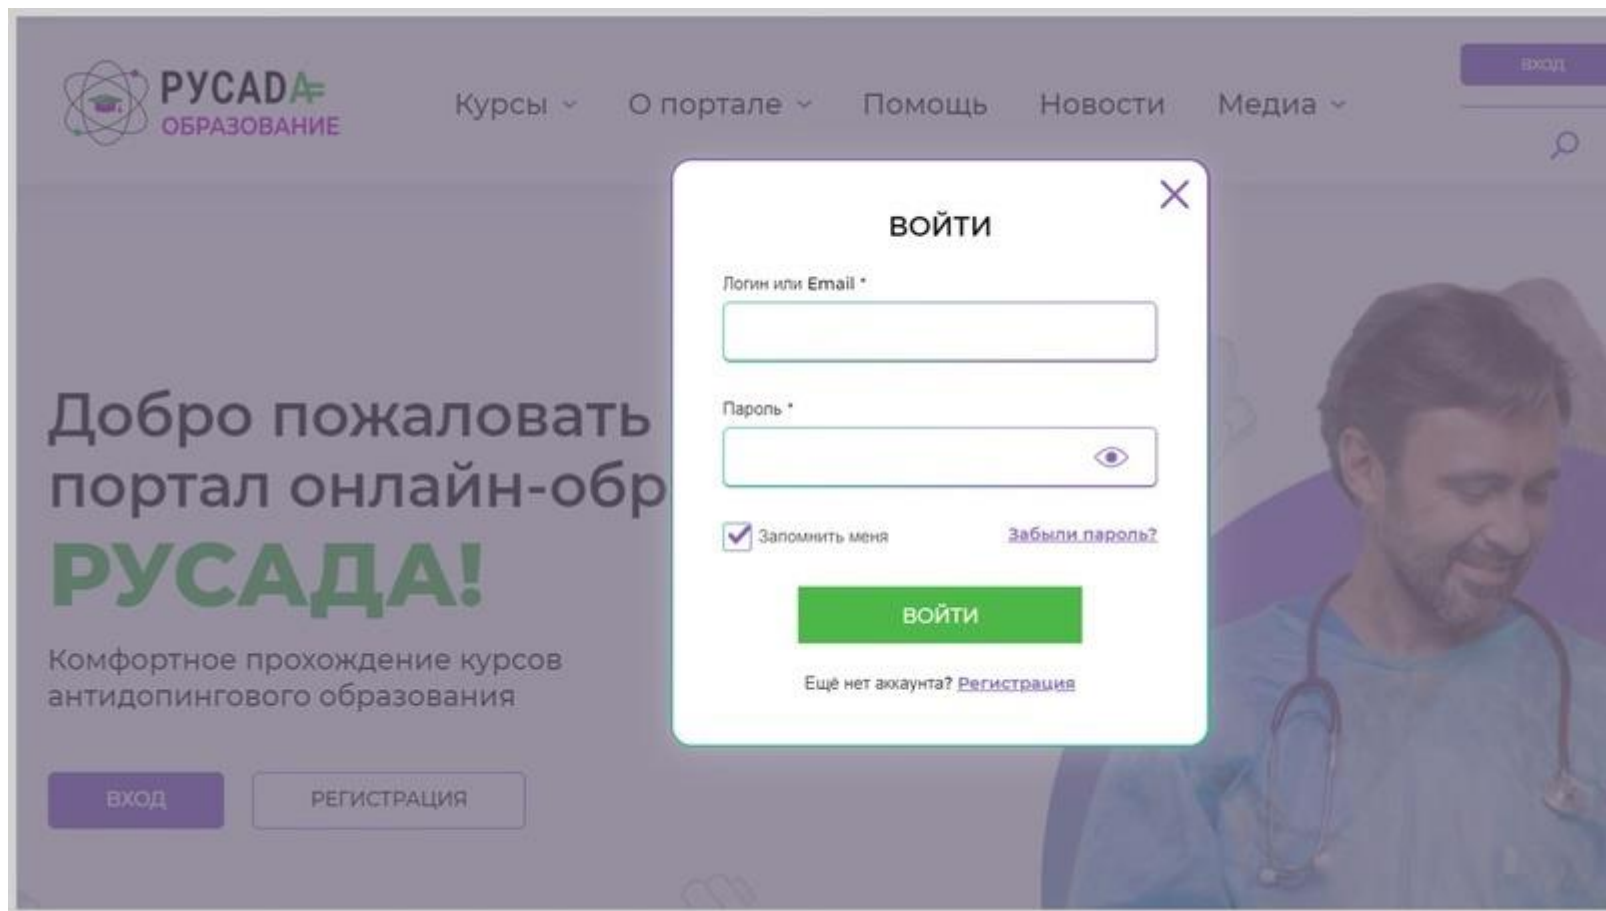 РУСАDA
ОБРАЗОВАНИЕ
Курсы
О портале
Помощь
Новости
Медиа
ВХОД
ВОЙТИ
Логин или Email *
Пароль *
Запомнить меня
Забыли пароль?
ВОЙТИ
Ещё нет аккаунта? Регистрация
Добро пожаловать
портал онлайн-обр
РУСАДА!
Комфортное прохождение курсов
антидопингового образования
ВХОД
РЕГИСТРАЦИЯ